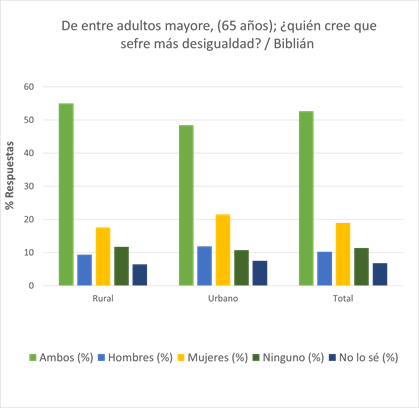 De entre adultos mayore, (65 años); ¿quién cree que
sefre más desigualdad? / Biblián
% Respuestas
60
50
40
30
20
10
0
Rural Urbano Total
Ambos (%) Hombres (%) Mujeres (%) Ninguno (%) No lo sé (%)